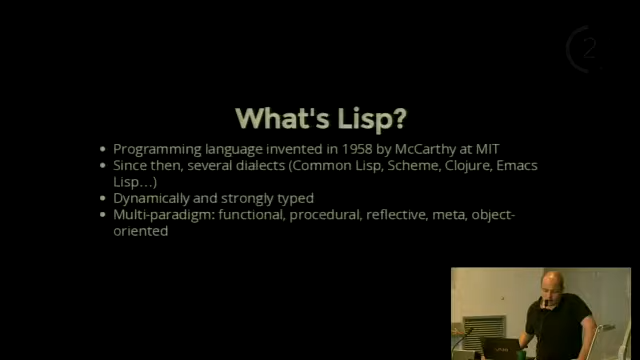 2
What's Lisp?
Programming language invented in 1958 by McCarthy at MIT
Since then, several dialects (Common Lisp, Scheme, Clojure, Emacs
Lisp…)
Dynamically and strongly typed
Multi-paradigm: functional, procedural, reflective, meta, object-
oriented